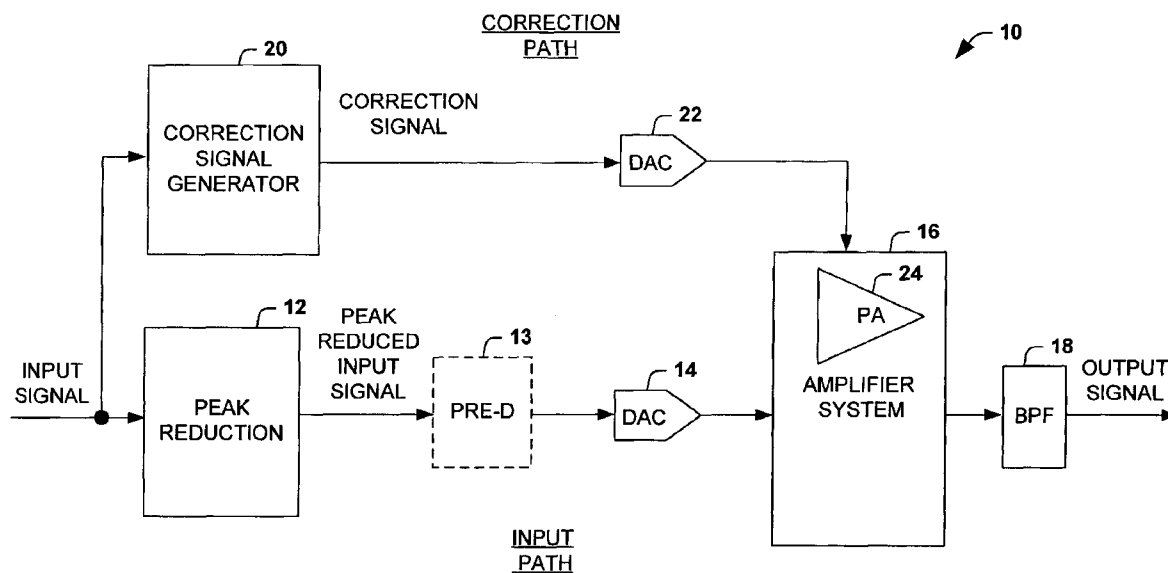 CORRECTION
PATH
10
20
CORRECTION
SIGNAL
GENERATOR
CORRECTION
SIGNAL
22
DAC
16
24
PA
AMPLIFIER
SYSTEM
INPUT
SIGNAL
12
PEAK
REDUCTION
PEAK
REDUCED
INPUT
SIGNAL
13
PRE-D
14
DAC
18
BPF
OUTPUT
SIGNAL
INPUT
PATH